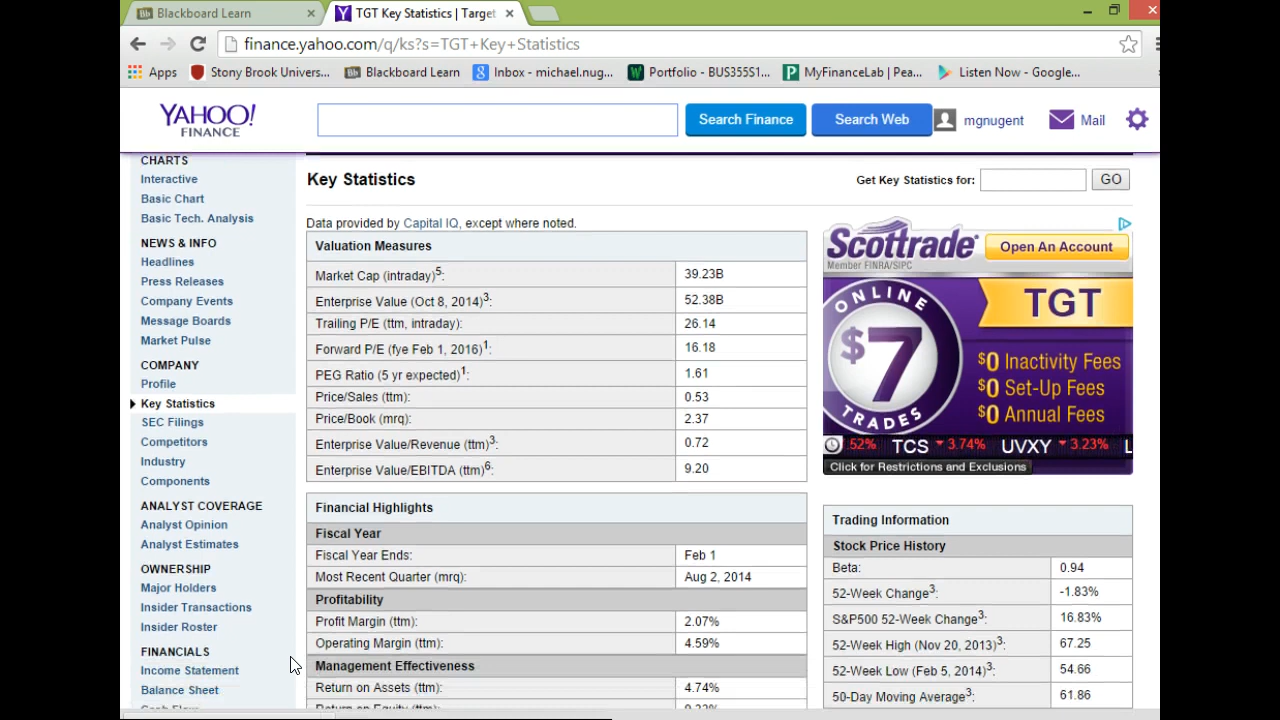 Blackboard Learn
TGT Key Statistics | Target
finance.yahoo.com/q/ks?s=TGT+Key+Statistics
Apps Stony Brook Univers... Blackboard Learn Inbox - michael.nug... Portfolio - BUS355S1... MyFinanceLab | Pea... Listen Now - Google...
YAHOO!
FINANCE
Search Finance
Search Web
mgnugent
Mail
CHARTS
Interactive
Basic Chart
Basic Tech. Analysis
NEWS & INFO
Headlines
Press Releases
Company Events
Message Boards
Market Pulse
COMPANY
Profile
Key Statistics
SEC Filings
Competitors
Industry
Components
ANALYST COVERAGE
Analyst Opinion
Analyst Estimates
OWNERSHIP
Major Holders
Insider Transactions
Insider Roster
FINANCIALS
Income Statement
Balance Sheet
Cash Flow
Key Statistics
Get Key Statistics for: GO
Data provided by Capital IQ, except where noted.
Valuation Measures
Market Cap (intraday)5: 39.23B
Enterprise Value (Oct 8, 2014)3: 52.38B
Trailing P/E (ttm, intraday): 26.14
Forward P/E (fye Feb 1, 2016)1: 16.18
PEG Ratio (5 yr expected)1: 1.61
Price/Sales (ttm): 0.53
Price/Book (mrq): 2.37
Enterprise Value/Revenue (ttm)3: 0.72
Enterprise Value/EBITDA (ttm)6: 9.20
Financial Highlights
Fiscal Year
Fiscal Year Ends: Feb 1
Most Recent Quarter (mrq): Aug 2, 2014
Profitability
Profit Margin (ttm): 2.07%
Operating Margin (ttm): 4.59%
Management Effectiveness
Return on Assets (ttm): 4.74%
Return on Equity (ttm):
Scottrade
Member FINRA/SIPC
Open An Account
ONLINE
$7
TRADES
TGT
$0 Inactivity Fees
$0 Set-Up Fees
$0 Annual Fees
.52% TCS 3.74% UVXY 3.23% L
Click for Restrictions and Exclusions
Trading Information
Stock Price History
Beta: 0.94
52-Week Change3: -1.83%
S&P500 52-Week Change3: 16.83%
52-Week High (Nov 20, 2013)3: 67.25
52-Week Low (Feb 5, 2014)3: 54.66
50-Day Moving Average3: 61.86